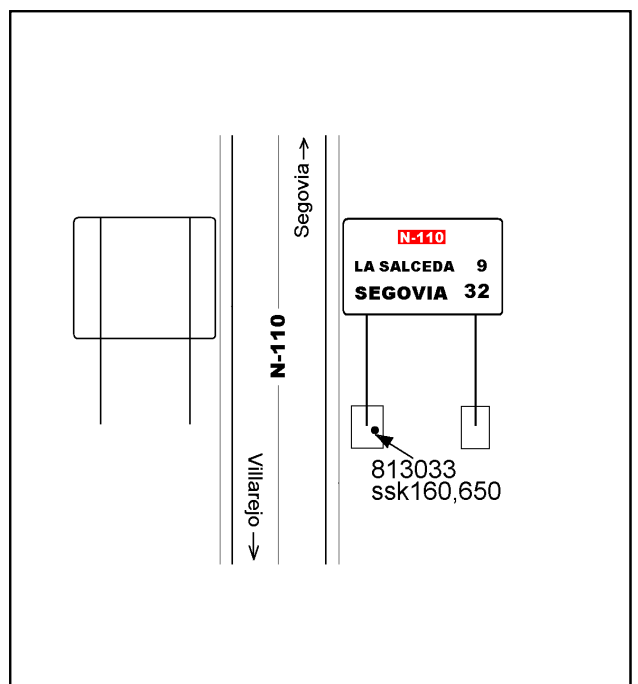 Segovia →
N-110
LA SALCEDA 9
SEGOVIA 32
N-110
Villarejo →
813033
ssk160,650